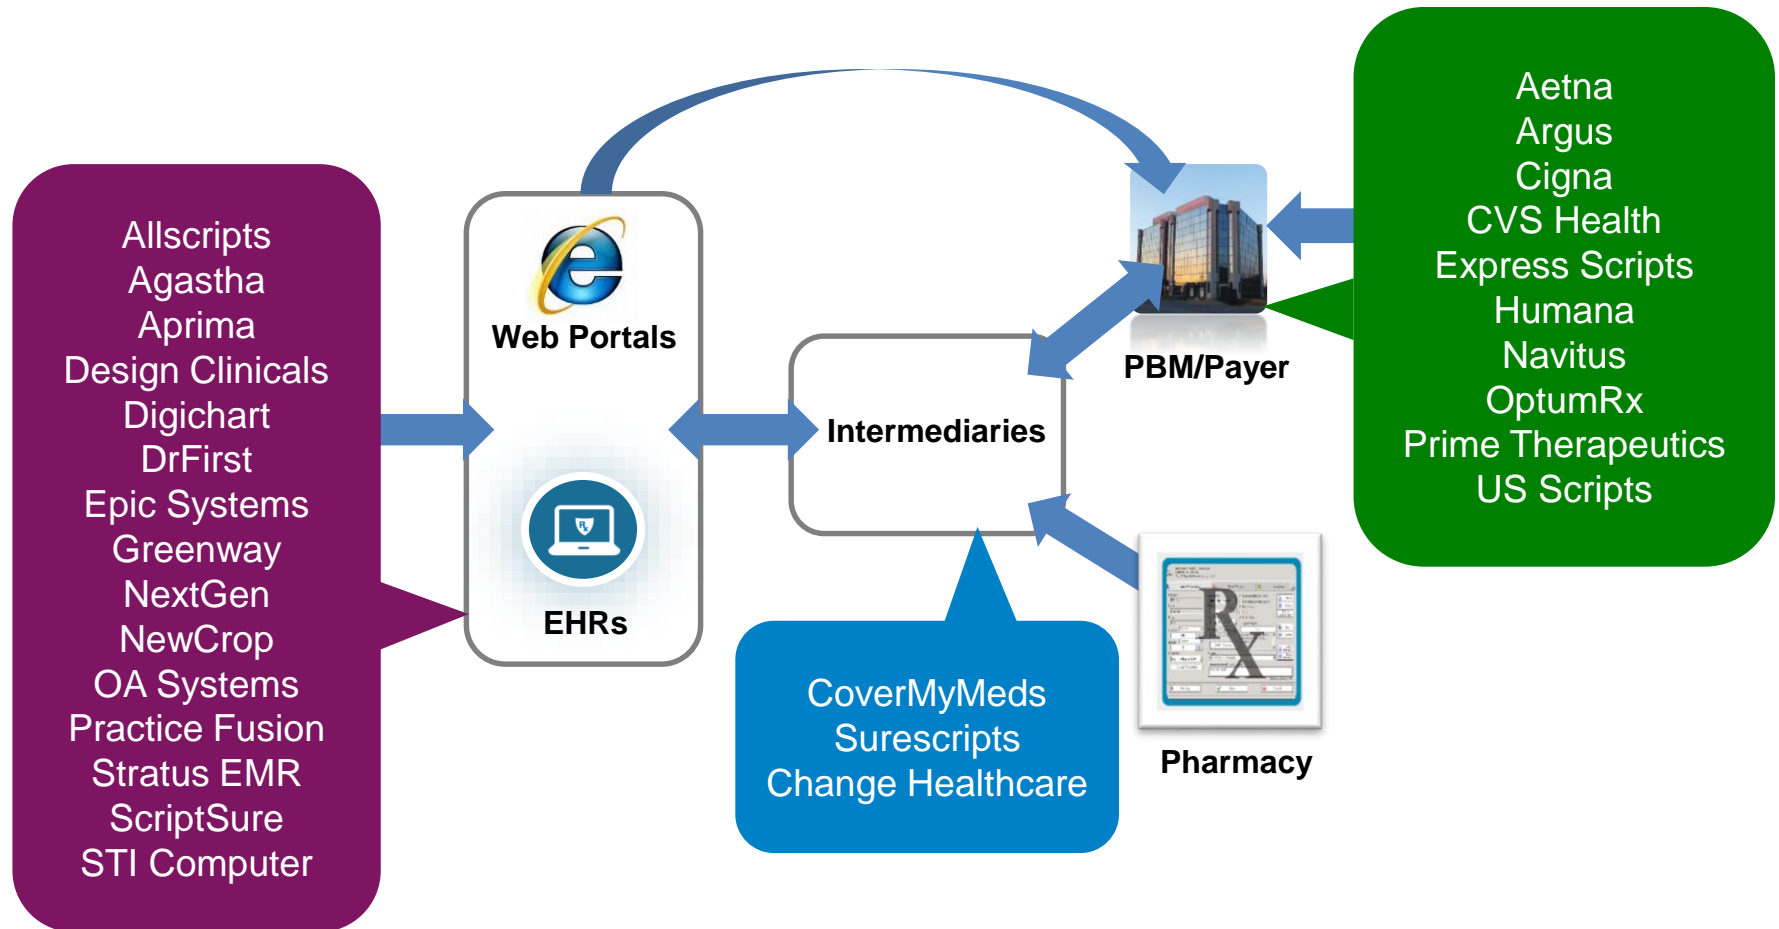 Allscripts
Agastha
Aprima
Design Clinicals
Digichart
DrFirst
Epic Systems
Greenway
NextGen
NewCrop
OA Systems
Practice Fusion
Stratus EMR
ScriptSure
STI Computer
Web Portals
EHRs
Intermediaries
CoverMyMeds
Surescripts
Change Healthcare
PBM/Payer
Rx
Pharmacy
Aetna
Argus
Cigna
CVS Health
Express Scripts
Humana
Navitus
OptumRx
Prime Therapeutics
US Scripts